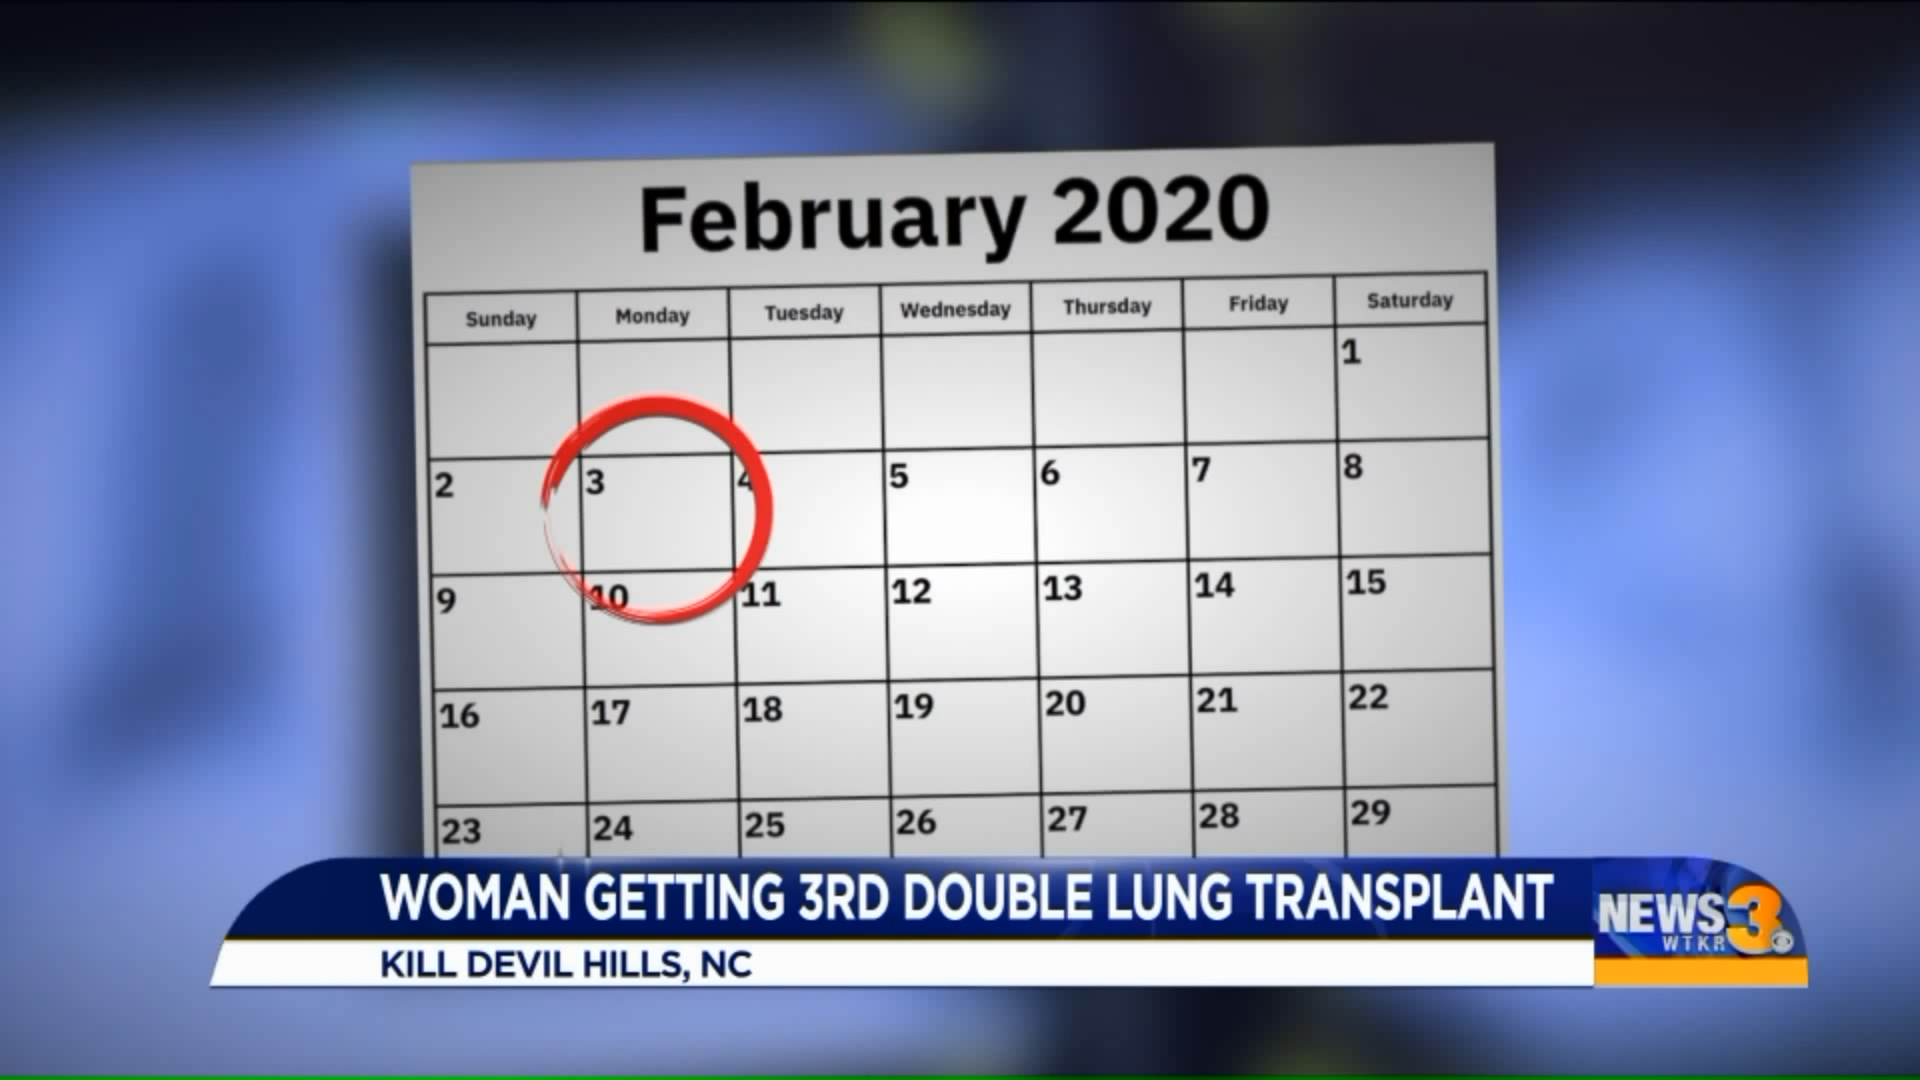 February 2020
Sunday Monday Tuesday Wednesday Thursday Friday Saturday
1
2 3 4 5 6 7 8
9 10 11 12 13 14 15
16 17 18 19 20 21 22
23 24 25 26 27 28 29
WOMAN GETTING 3RD DOUBLE LUNG TRANSPLANT
KILL DEVIL HILLS, NC
NEWS 3
WTKR